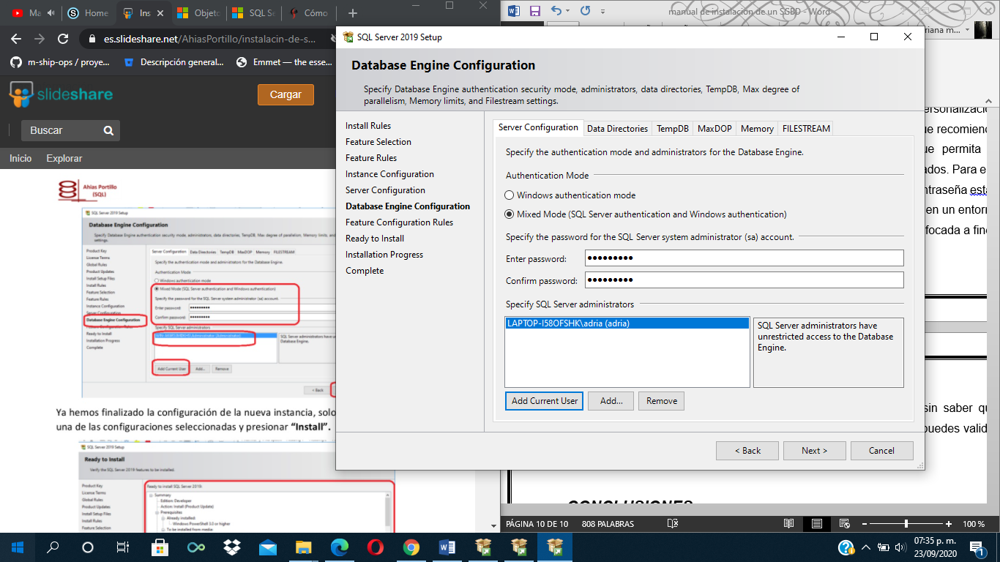 Ma
Home
Ins
Objeto
SQL Se
Cómo
es.slideshare.net/AhiasPortillo/instalacin-de-s...
m-ship-ops / proye...
Descripción general...
Emmet — the esse...
slideshare
Cargar
Buscar
Inicio
Explorar
Ahias Portillo
(SQL)
SQL Server 2019 Setup
Database Engine Configuration
Specify Database Engine authentication security mode, administrators, data directories, TempDB, Max degree of parallelism, Memory limits, and
settings.
Product Key
License Terms
Global Rules
Product Updates
Install Setup Files
Install Rules
Feature Selection
Feature Rules
Instance Configuration
Server Configuration
Database Engine Configuration
Feature Configuration Rules
Ready to Install
Installation Progress
Complete
Server Configuration
Data Directories
TempDB
MaxDOP
Memory
FILESTREAM
Specify the authentication mode and administrators for the Database Engine.
Authentication Mode
Windows authentication mode
Mixed Mode (SQL Server authentication and Windows authentication)
Specify the password for the SQL Server system administrator (sa) account.
Enter password:
Confirm password:
Specify SQL Server administrators
SQL Server administrators have
Database Engine.
Add Current User
Add...
Remove
< Back
Ya hemos finalizado la configuración de la nueva instancia, solo
una de las configuraciones seleccionadas y presionar “Install”.
SQL Server 2019 Setup
Ready to Install
Verify the SQL Server 2019 features to be installed.
Product Key
License Terms
Global Rules
Product Updates
Install Setup Files
Install Rules
Feature Selection
Ready to install SQL Server 2019:
Summary
Edition: Developer
Action: Install (Product Update)
Prerequisites
Already installed:
Windows PowerShell 3.0 or higher
To be installed from media:
SQL Server 2019 Setup
Database Engine Configuration
Specify Database Engine authentication security mode, administrators, data directories, TempDB, Max degree of
parallelism, Memory limits, and Filestream settings.
Install Rules
Feature Selection
Feature Rules
Instance Configuration
Server Configuration
Database Engine Configuration
Feature Configuration Rules
Ready to Install
Installation Progress
Complete
Server Configuration
Data Directories
TempDB
MaxDOP
Memory
FILESTREAM
Specify the authentication mode and administrators for the Database Engine.
Authentication Mode
Windows authentication mode
Mixed Mode (SQL Server authentication and Windows authentication)
Specify the password for the SQL Server system administrator (sa) account.
Enter password: ●●●●●●●●●
Confirm password: ●●●●●●●●●
Specify SQL Server administrators
LAPTOP-I58OFSHK\adria (adria)
SQL Server administrators have
unrestricted access to the Database
Engine.
Add Current User
Add...
Remove
< Back
Next >
Cancel
manual de instalación de un SGBD - Word
riana m...
ersonalizació
ue recomien
ue permita
ados. Para e
ntraseña est
en un entor
focada a fin
sin saber q
puedes valid
CONCLUSIONES
PÁGINA 10 DE 10
808 PALABRAS
100 %
07:35 p. m.
23/09/2020
1